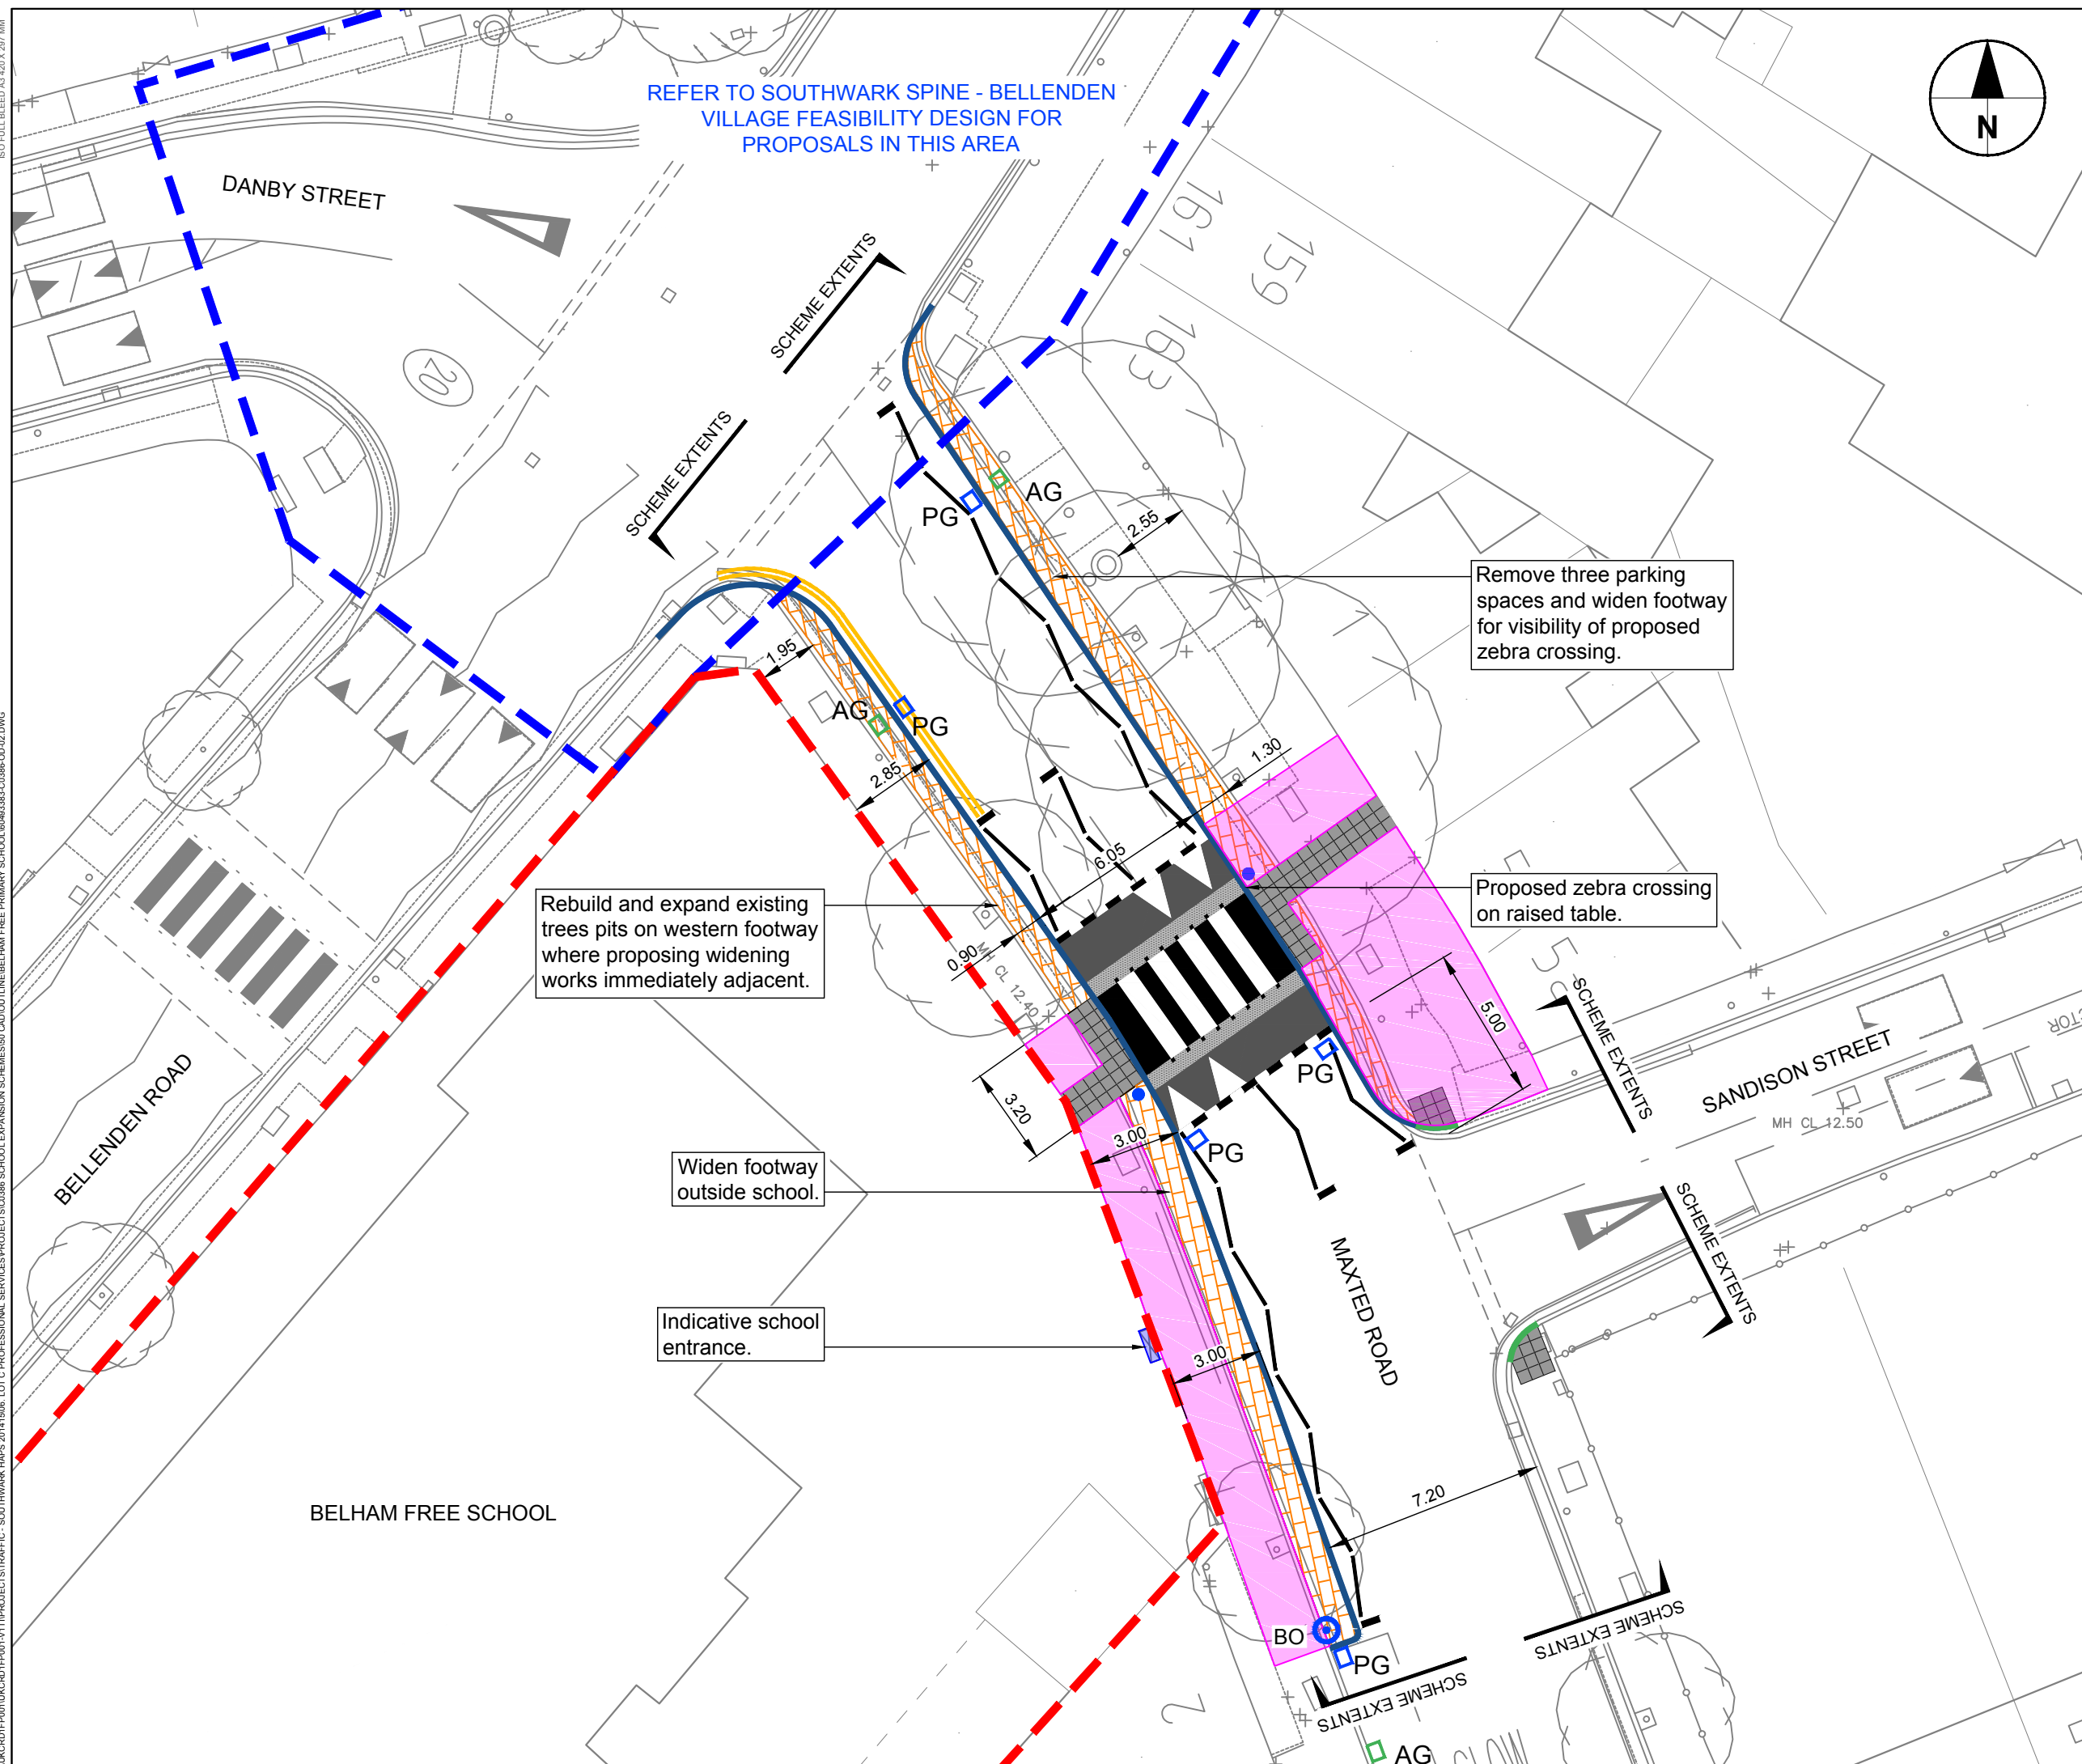 REFER TO SOUTHWARK SPINE - BELLENDEN
VILLAGE FEASIBILITY DESIGN FOR
PROPOSALS IN THIS AREA
N
DANBY STREET
20
SCHEME EXTENTS
SCHEME EXTENTS
161
159
163
AG
PG
2.55
Remove three parking
spaces and widen footway
for visibility of proposed
zebra crossing.
1.95
AG
PG
2.85
1.30
6.05
Rebuild and expand existing
trees pits on western footway
where proposing widening
works immediately adjacent.
0.90
MH CL 12.40
Proposed zebra crossing
on raised table.
5.00
SCHEME EXTENTS
SANDISON STREET
MH CL 12.50
BELLENDEN ROAD
3.20
3.00
PG
PG
Widen footway
outside school.
SCHEME EXTENTS
MAXTED ROAD
Indicative school
entrance.
3.00
7.20
BELHAM FREE SCHOOL
BO
PG
SCHEME EXTENTS
SCHEME EXTENTS
2
AG